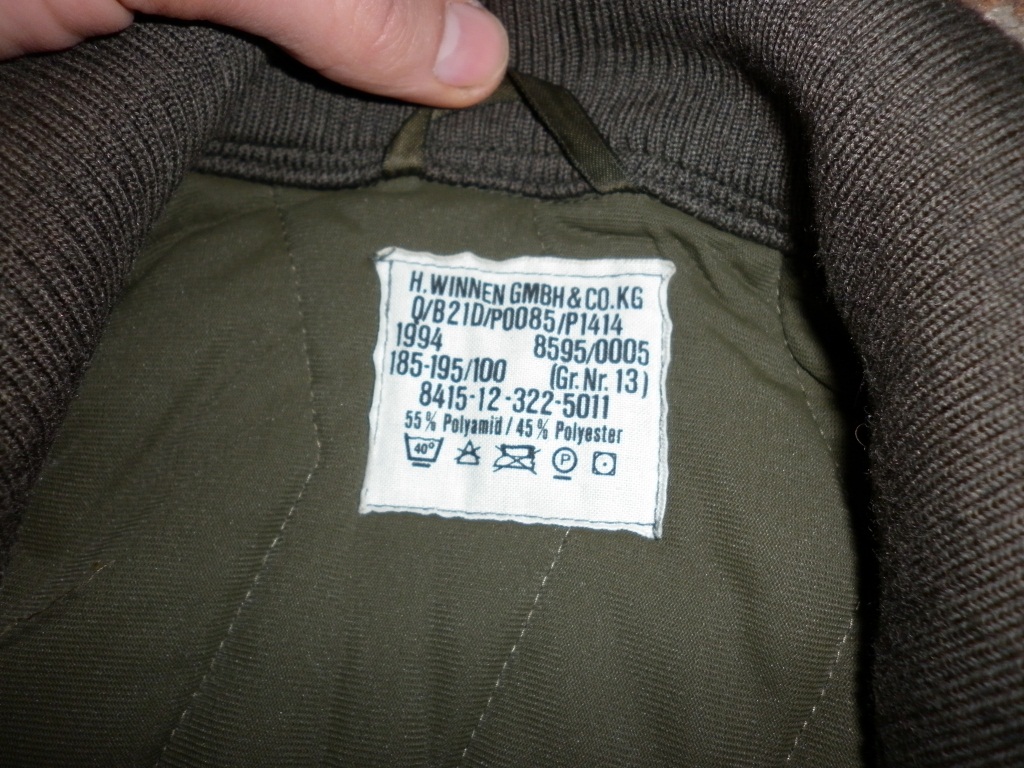 H. WINNEN GMBH & CO. KG
Q/B21D/P0085/P1414
1994 8595/0005
185-195/100 (Gr. Nr. 13)
8415-12-322-5011
55% Polyamid / 45% Polyester
40° P